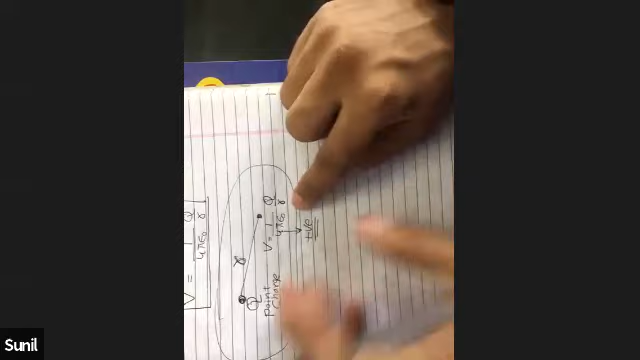 V = 1/4πε₀ Q/r
r
Q
Point
Charge
V = 1/4πε₀ Q/r
+ve
Sunil